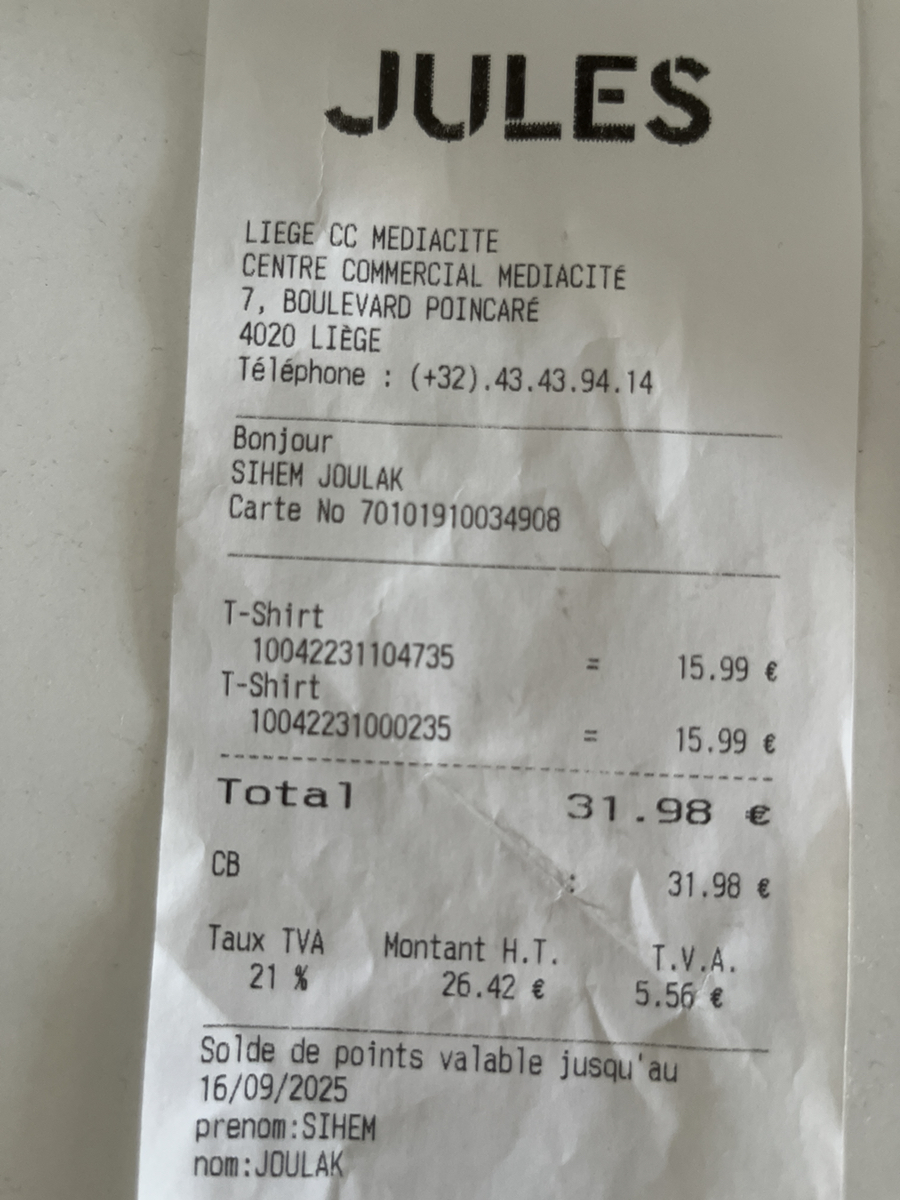 JULES
LIEGE CC MEDIACITE
CENTRE COMMERCIAL MEDIACITÉ
7, BOULEVARD POINCARÉ
4020 LIÈGE
Téléphone : (+32).43.43.94.14
Bonjour
SIHEM JOULAK
Carte No 70101910034908
T-Shirt
10042231104735 = 15.99 €
T-Shirt
10042231000235 = 15.99 €
Total 31.98 €
CB : 31.98 €
Taux TVA Montant H.T. T.V.A.
21 % 26.42 € 5.56 €
Solde de points valable jusqu'au
16/09/2025
prenom:SIHEM
nom:JOULAK